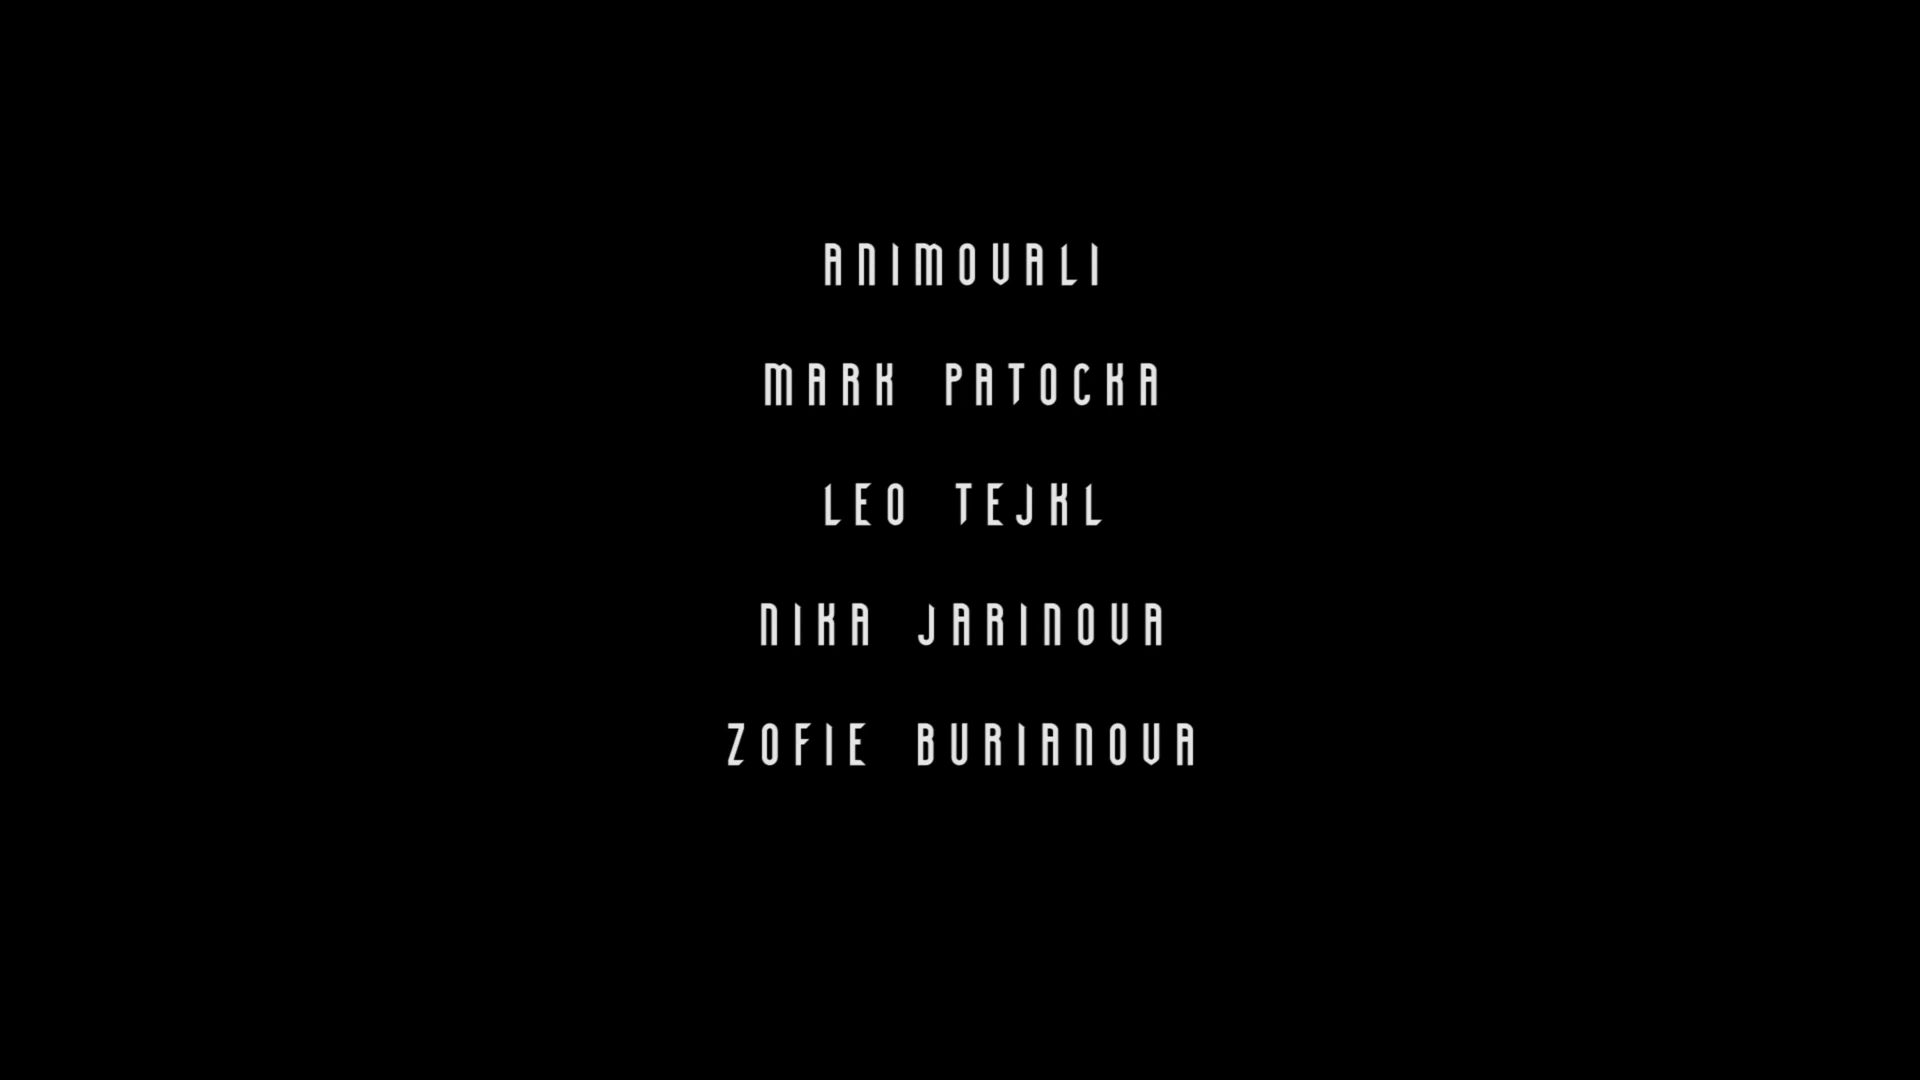 ANIMOVALI
MARK PATOCKA
LEO TEJKL
NIKA JARINOVA
ZOFIE BURIANOVA